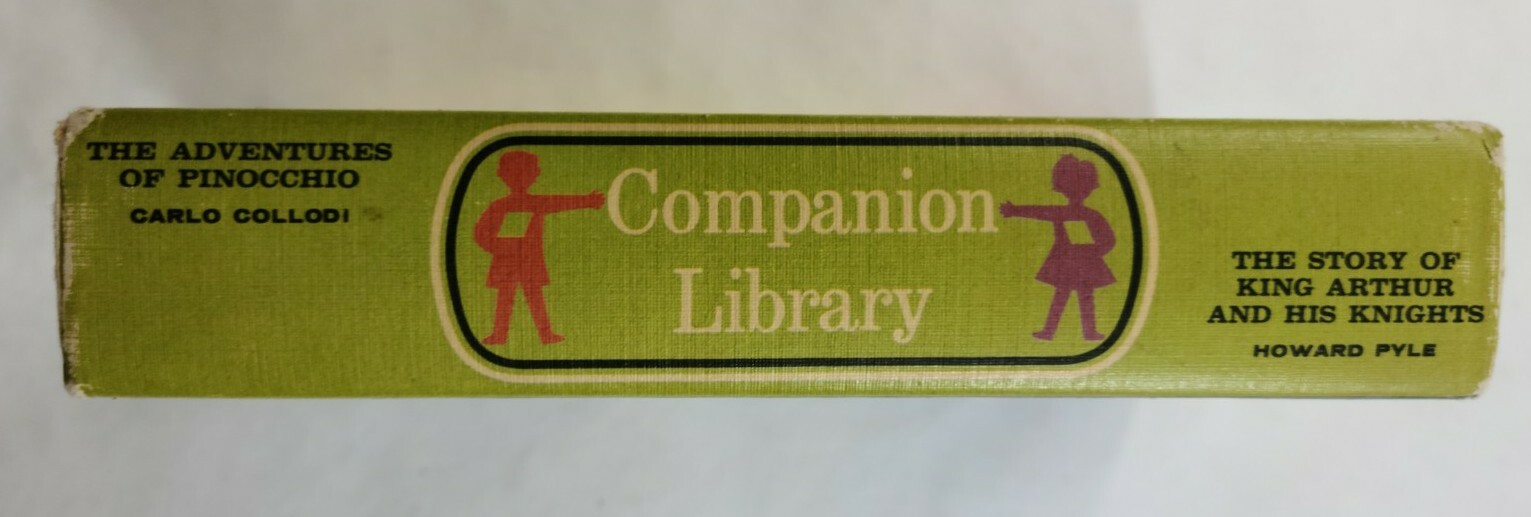 THE ADVENTURES
OF PINOCCHIO
CARLO COLLODI
Companion
Library
THE STORY OF
KING ARTHUR
AND HIS KNIGHTS
HOWARD PYLE